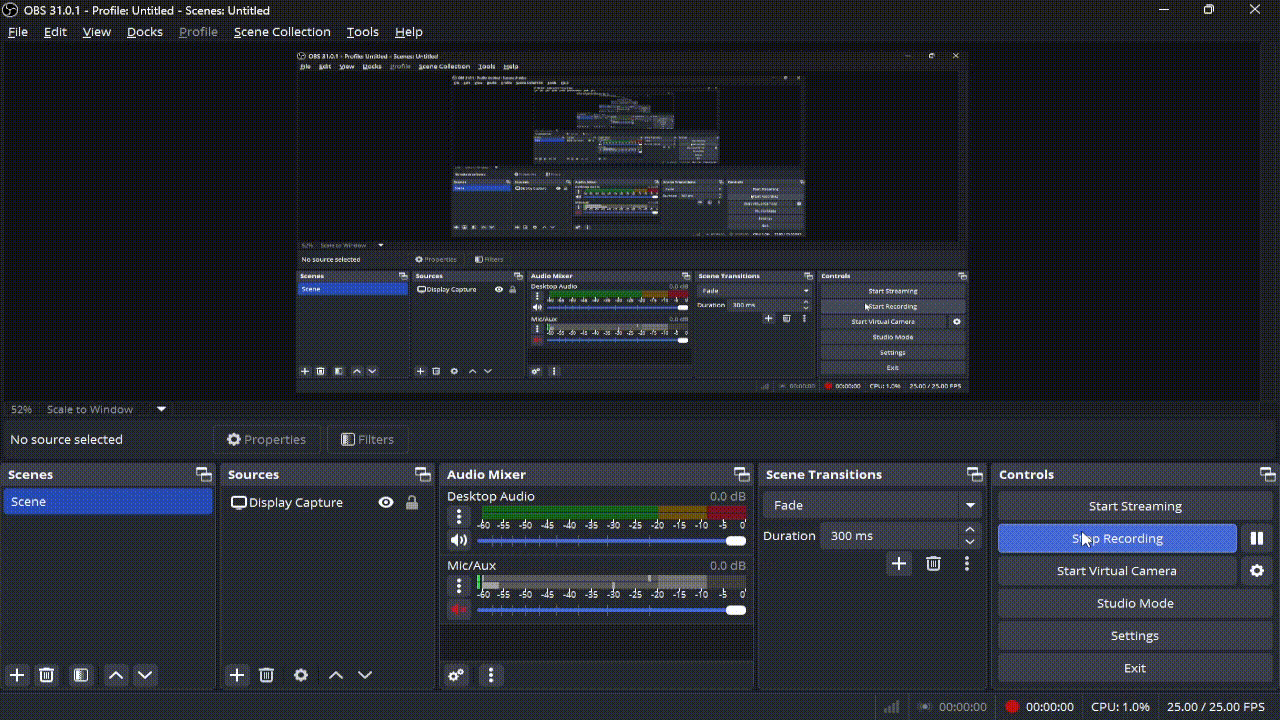 OBS 31.0.1 - Profile: Untitled - Scenes: Untitled
File Edit View Docks Profile Scene Collection Tools Help
OBS 31.0.1 - Profile: Untitled - Scenes: Untitled
File Edit View Docks Profile Scene Collection Tools Help
52% Scale to Window
No source selected Properties Filters
Scenes Sources Audio Mixer Scene Transitions Controls
Scene Display Capture Desktop Audio 0.0 dB Fade Start Streaming
Duration 300 ms Start Recording
Mic/Aux 0.0 dB Start Virtual Camera
Studio Mode
Settings
Exit
00:00:00 00:00:00 CPU: 1.0% 25.00 / 25.00 FPS
52% Scale to Window
No source selected Properties Filters
Scenes Sources Audio Mixer Scene Transitions Controls
Scene Display Capture Desktop Audio 0.0 dB Fade Start Streaming
-60 -55 -50 -45 -40 -35 -30 -25 -20 -15 -10 -5 0
Duration 300 ms Stop Recording
Mic/Aux 0.0 dB Start Virtual Camera
-60 -55 -50 -45 -40 -35 -30 -25 -20 -15 -10 -5 0
Studio Mode
Settings
Exit
00:00:00 00:00:00 CPU: 1.0% 25.00 / 25.00 FPS